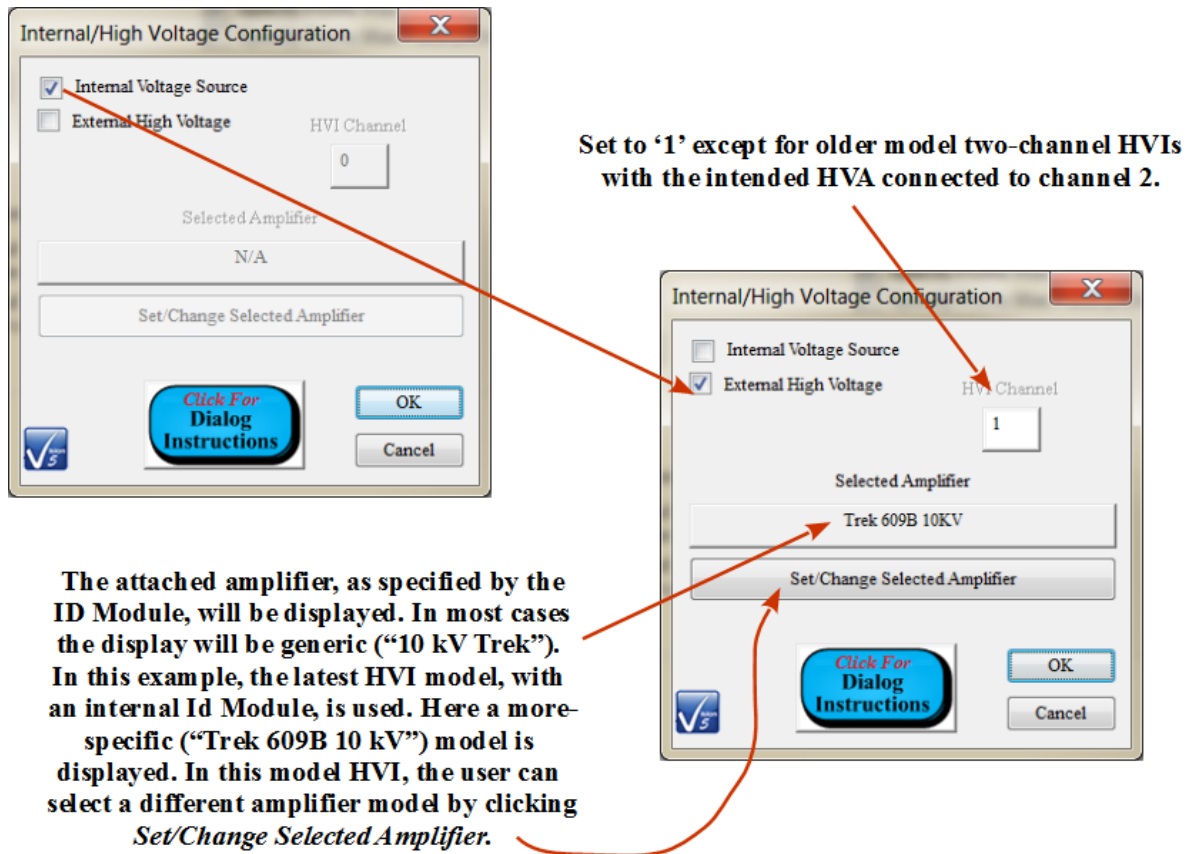 Internal/High Voltage Configuration
X
Internal Voltage Source
External High Voltage
HVI Channel
0
Selected Amplifier
N/A
Set/Change Selected Amplifier
Click For
Dialog
Instructions
OK
Cancel
5
Set to ‘1’ except for older model two-channel HVIs
with the intended HVA connected to channel 2.
Internal/High Voltage Configuration
X
Internal Voltage Source
External High Voltage
HVI Channel
1
Selected Amplifier
Trek 609B 10KV
Set/Change Selected Amplifier
Click For
Dialog
Instructions
OK
Cancel
5
The attached amplifier, as specified by the
ID Module, will be displayed. In most cases
the display will be generic (“10 kV Trek”).
In this example, the latest HVI model, with
an internal Id Module, is used. Here a more-
specific (“Trek 609B 10 kV”) model is
displayed. In this model HVI, the user can
select a different amplifier model by clicking
Set/Change Selected Amplifier.